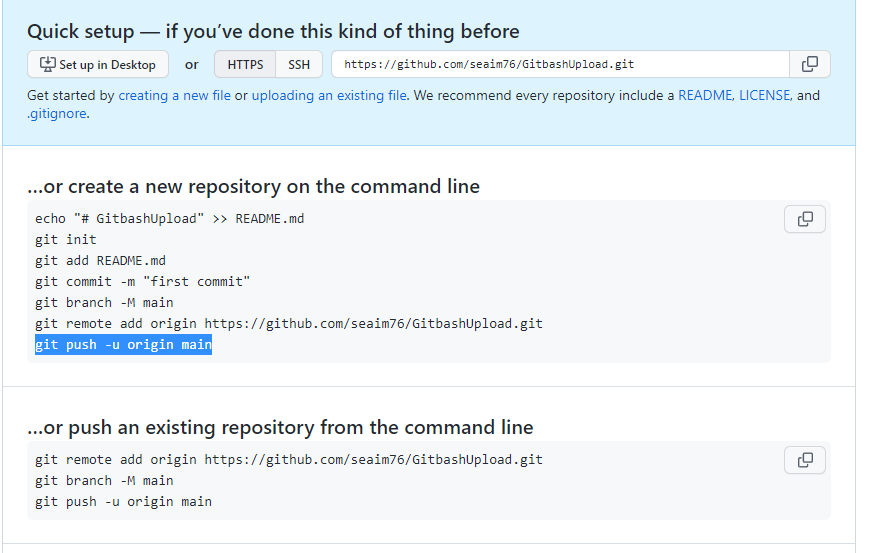 Quick setup — if you’ve done this kind of thing before
Set up in Desktop or HTTPS SSH https://github.com/seaim76/GitbashUpload.git
Get started by creating a new file or uploading an existing file. We recommend every repository include a README, LICENSE, and
.gitignore.
…or create a new repository on the command line
echo "# GitbashUpload" >> README.md
git init
git add README.md
git commit -m "first commit"
git branch -M main
git remote add origin https://github.com/seaim76/GitbashUpload.git
git push -u origin main
…or push an existing repository from the command line
git remote add origin https://github.com/seaim76/GitbashUpload.git
git branch -M main
git push -u origin main